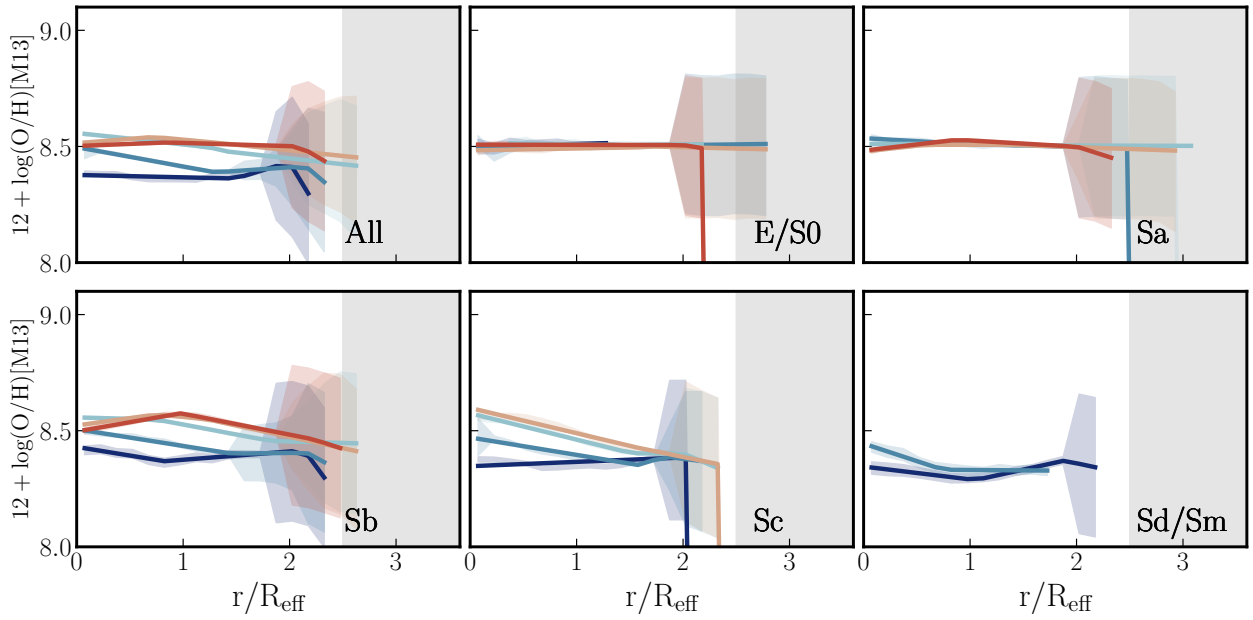 9.0
8.5
8.0
12 + log(O/H)[M13]
All
E/S0
Sa
9.0
8.5
8.0
12 + log(O/H)[M13]
Sb
Sc
Sd/Sm
0 1 2 3
0 1 2 3
0 1 2 3
r/R_eff
r/R_eff
r/R_eff